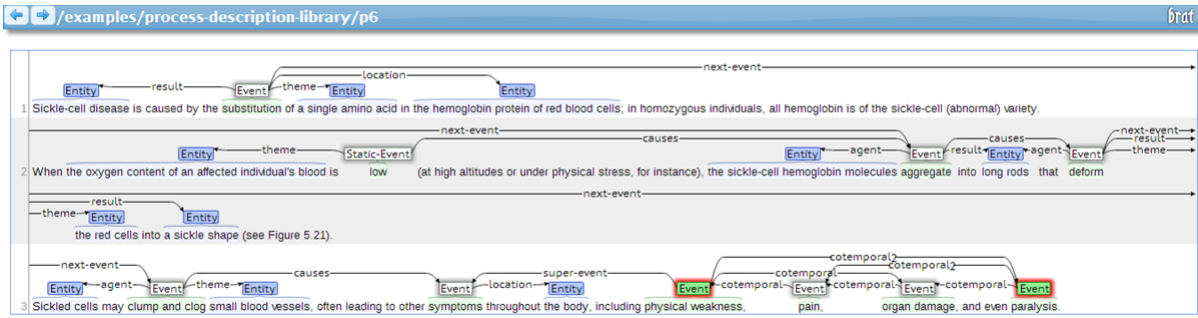 /examples/process-description-library/p6 brat
next-event
location
Entity result Event theme Entity Entity
1 Sickle-cell disease is caused by the substitution of a single amino acid in the hemoglobin protein of red blood cells; in homozygous individuals, all hemoglobin is of the sickle-cell (abnormal) variety.
next-event next-event
causes causes result
Entity theme Static-Event Entity agent Event result Entity agent Event theme
2 When the oxygen content of an affected individual's blood is low (at high altitudes or under physical stress, for instance), the sickle-cell hemoglobin molecules aggregate into long rods that deform
next-event
result
theme Entity Entity
the red cells into a sickle shape (see Figure 5.21).
cotemporal2
next-event cotemporal2
causes super-event cotemporal
Entity agent Event theme Entity Event location Entity Event cotemporal Event cotemporal Event cotemporal Event
3 Sickled cells may clump and clog small blood vessels, often leading to other symptoms throughout the body, including physical weakness, pain, organ damage, and even paralysis.